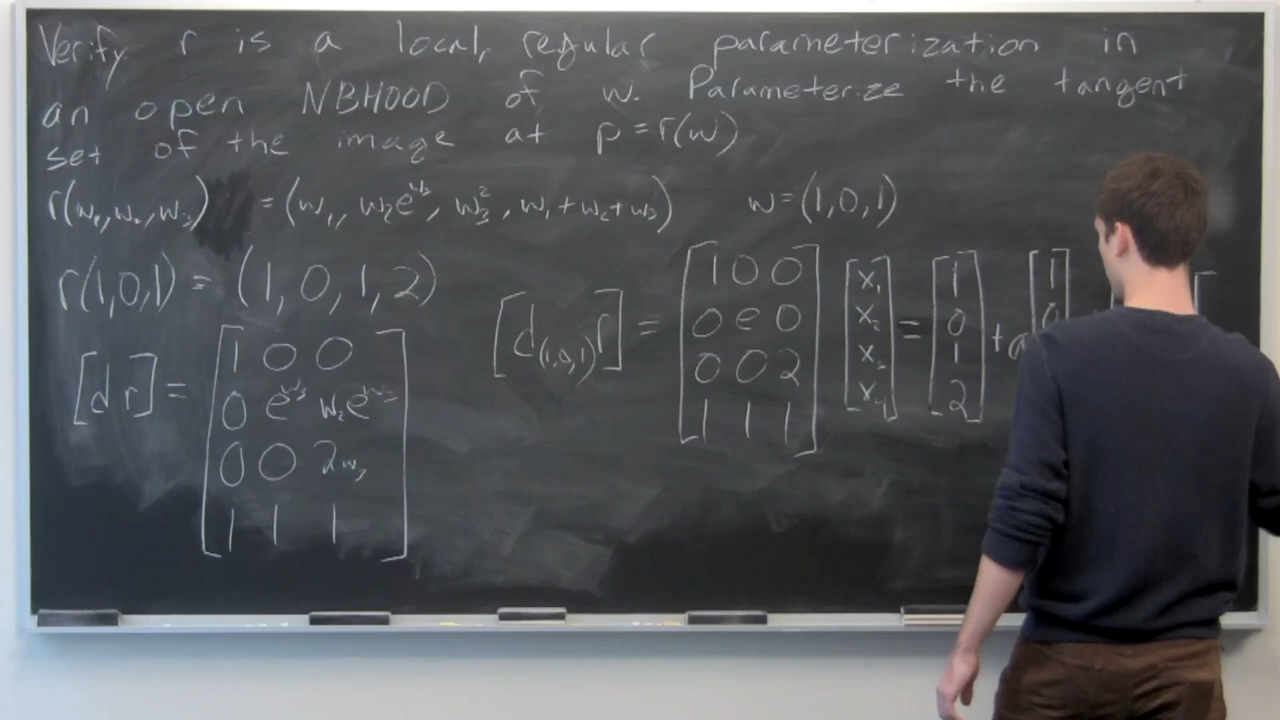 Verify r is a local, regular parameterization in
an open NBHOOD of w. Parameterize the tangent
set of the image at p = r(w)
r(w₁, w₂, w₃) = (w₁, w₂e^{w₃}, w₃², w₁ + w₂ + w₃) w = (1, 0, 1)
r(1, 0, 1) = (1, 0, 1, 2)
[dr] = [1 0 0
0 e^{w₃} w₂e^{w₃}
0 0 2w₃
1 1 1]
[d₍₁,₀,₁₎r] = [1 0 0
0 e 0
0 0 2
1 1 1]
[x₁
x₂
x₃
x₄] = [1
0
1
2] + a [1
0